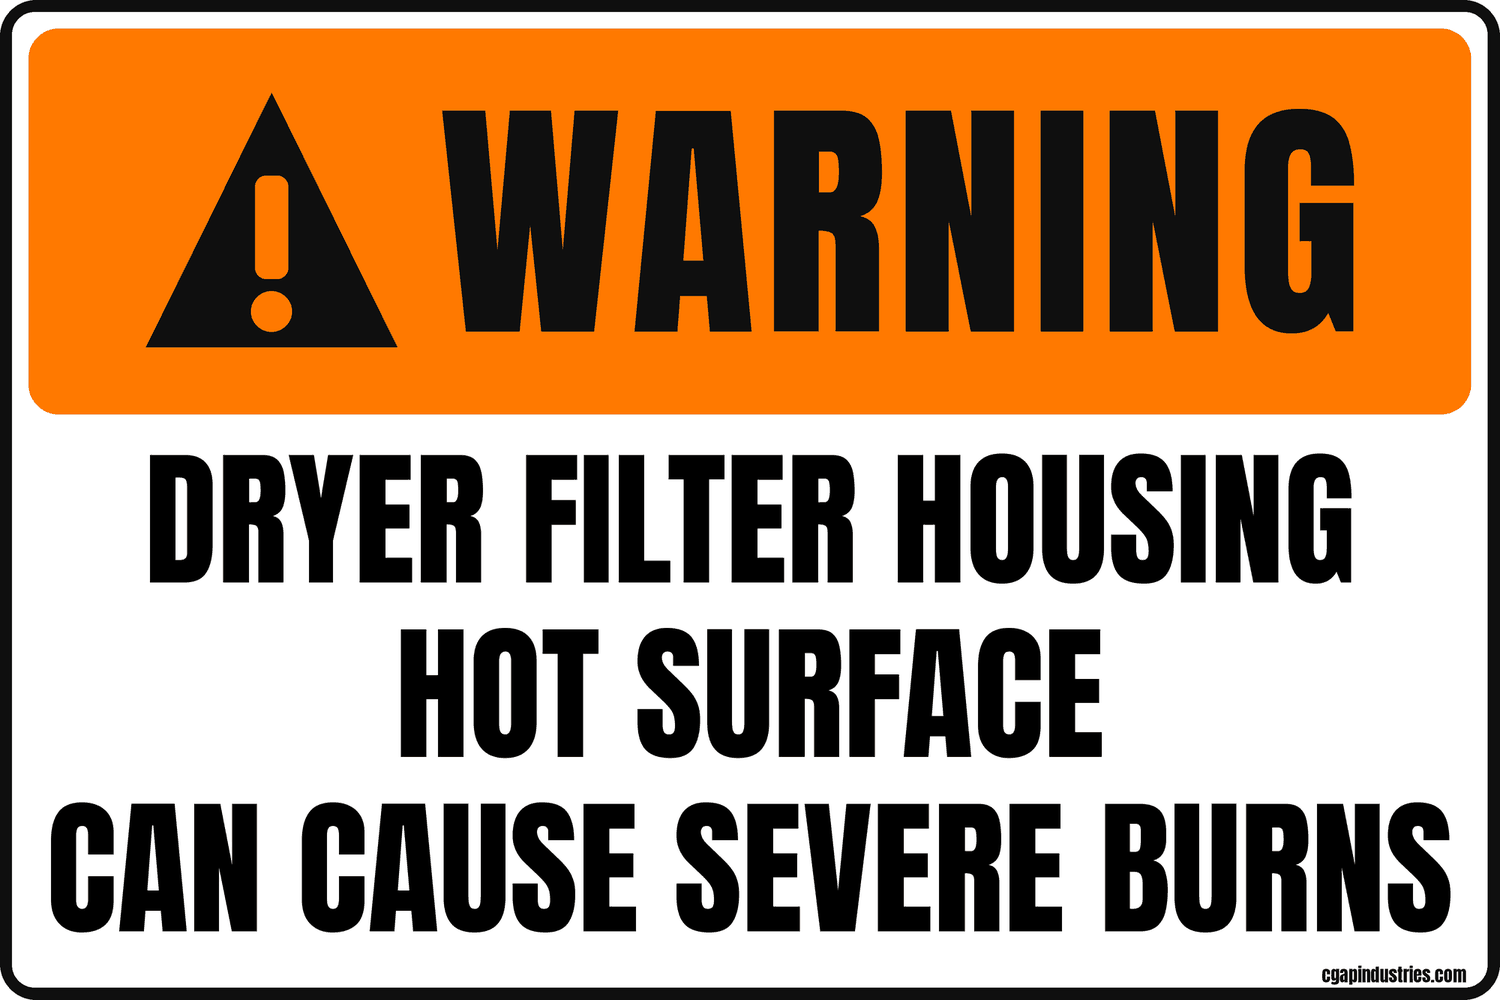 WARNING
DRYER FILTER HOUSING
HOT SURFACE
CAN CAUSE SEVERE BURNS
cgapindustries.com